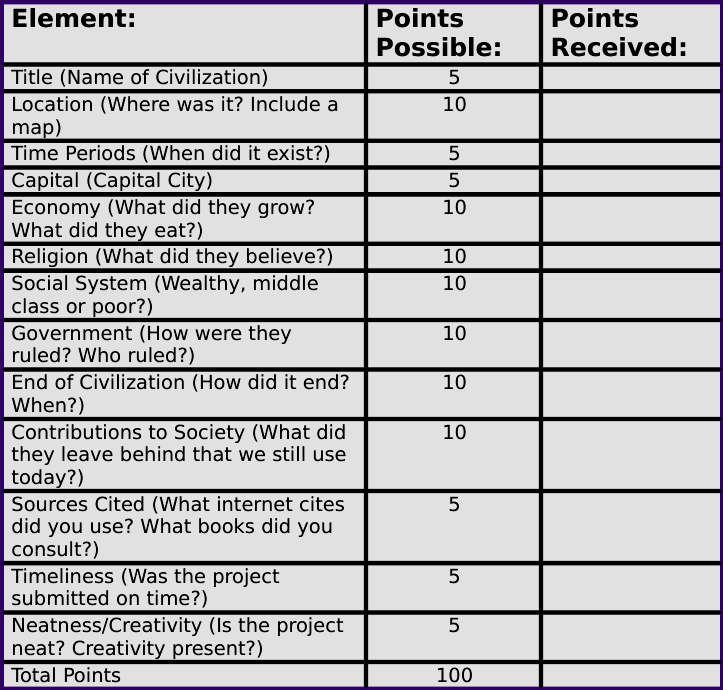 Element:
Points
Possible:
Points
Received:
Title (Name of Civilization)
5
Location (Where was it? Include a
map)
10
Time Periods (When did it exist?)
5
Capital (Capital City)
5
Economy (What did they grow?
What did they eat?)
10
Religion (What did they believe?)
10
Social System (Wealthy, middle
class or poor?)
10
Government (How were they
ruled? Who ruled?)
10
End of Civilization (How did it end?
When?)
10
Contributions to Society (What did
they leave behind that we still use
today?)
10
Sources Cited (What internet cites
did you use? What books did you
consult?)
5
Timeliness (Was the project
submitted on time?)
5
Neatness/Creativity (Is the project
neat? Creativity present?)
5
Total Points
100